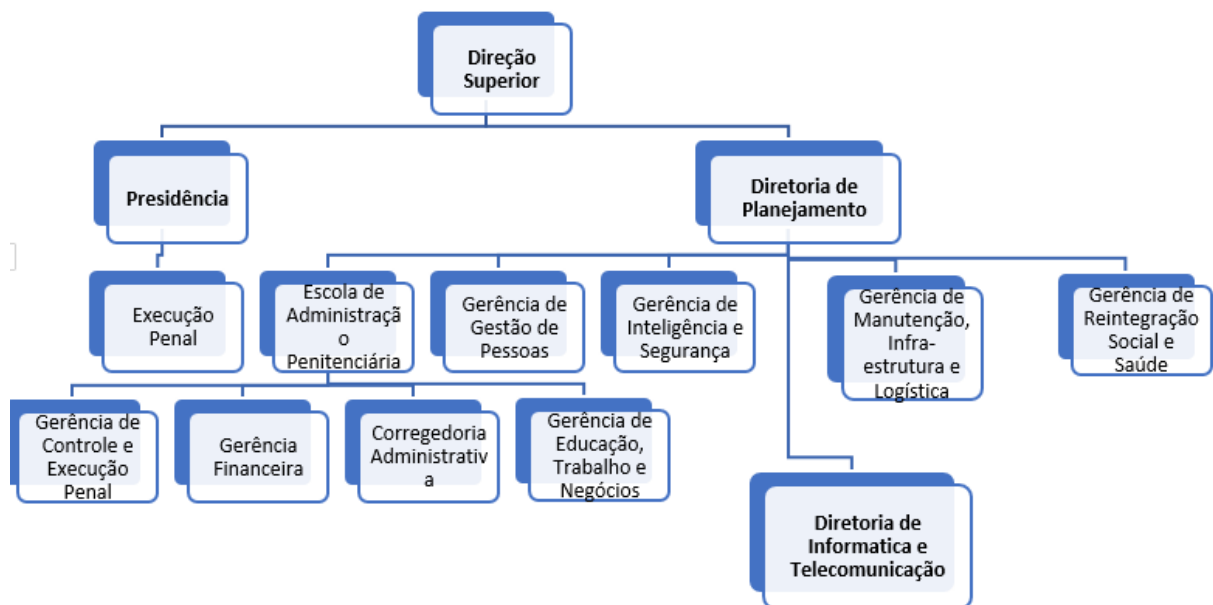 Direção
Superior
Presidência
Diretoria de
Planejamento
Execução
Penal
Escola de
Administraçã
o
Penitenciária
Gerência de
Gestão de
Pessoas
Gerência de
Inteligência e
Segurança
Gerência de
Manutenção,
Infra-
estrutura e
Logística
Gerência de
Reintegração
Social e
Saúde
Gerência de
Controle e
Execução
Penal
Gerência
Financeira
Corregedoria
Administrativ
a
Gerência de
Educação,
Trabalho e
Negócios
Diretoria de
Informatica e
Telecomunicação